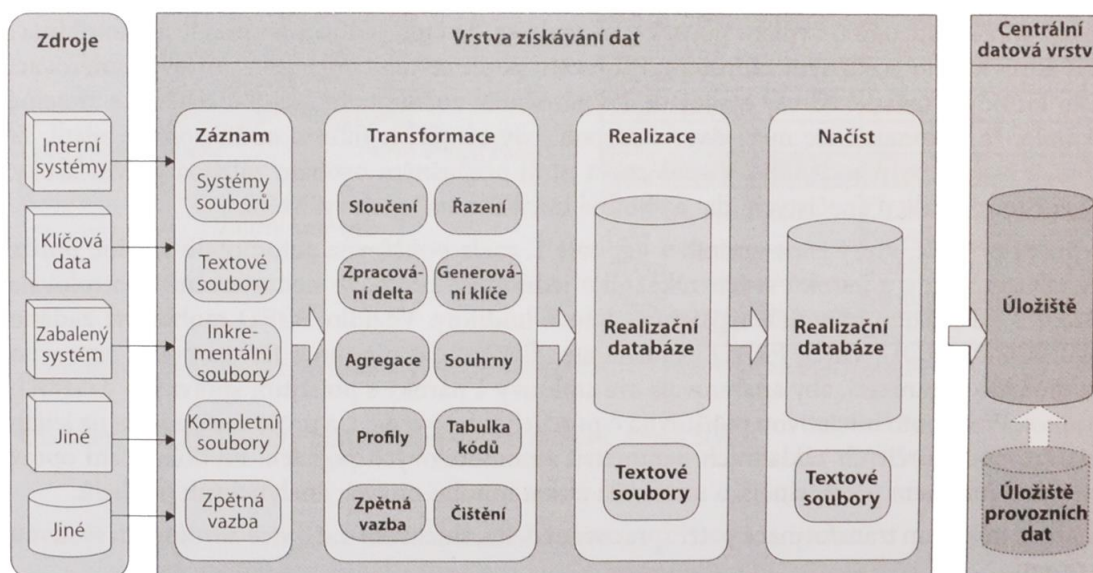 Zdroje
Interní
systémy
Klíčová
data
Zabalený
systém
Jiné
Jiné
Vrstva získávání dat
Záznam
Systémy
souborů
Textové
soubory
Inkre-
mentální
soubory
Kompletní
soubory
Zpětná
vazba
Transformace
Sloučení
Řazení
Zpracová-
ní delta
Generová-
ní klíče
Agregace
Souhrny
Profily
Tabulka
kódů
Zpětná
vazba
Čištění
Realizace
Realizační
databáze
Textové
soubory
Načíst
Realizační
databáze
Textové
soubory
Centrální
datová vrstv
Úložiště
Úložiště
provozních
dat